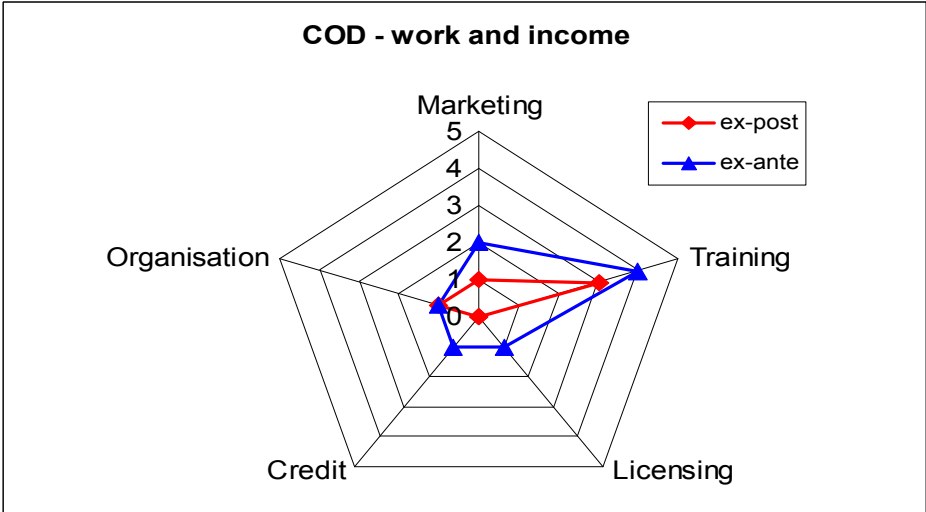 COD - work and income
Marketing
ex-post
ex-ante
5
4
3
2
1
0
Organisation
Training
Credit
Licensing